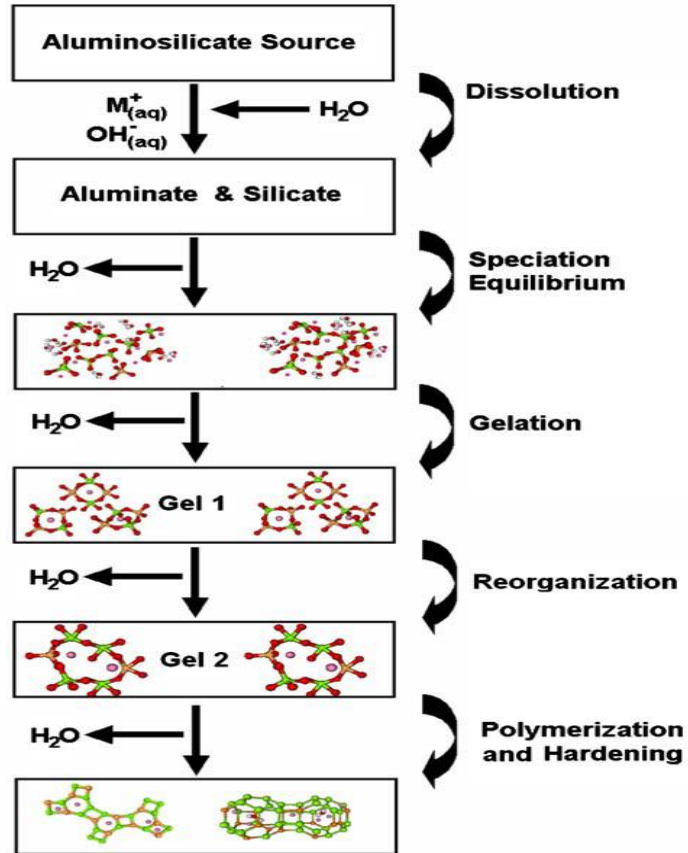 Aluminosilicate Source
M⁺(aq)
OH⁻(aq)
H₂O
Dissolution
Aluminate & Silicate
H₂O
Speciation
Equilibrium
H₂O
Gelation
Gel 1
H₂O
Reorganization
Gel 2
H₂O
Polymerization
and Hardening